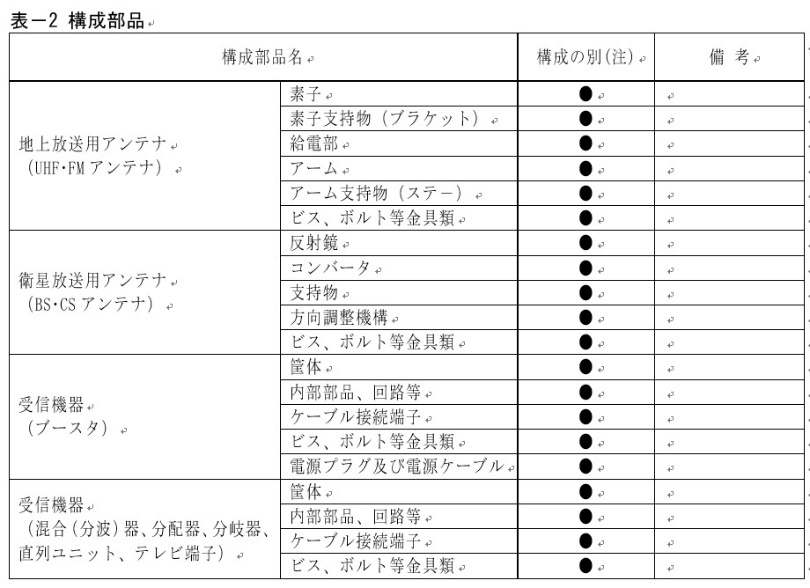 表－2 構成部品
構成部品名 構成の別(注) 備 考
地上放送用アンテナ
（UHF・FMアンテナ）
素子 ●
素子支持物（ブラケット） ●
給電部 ●
アーム ●
アーム支持物（ステー） ●
ビス、ボルト等金具類 ●
衛星放送用アンテナ
（BS・CSアンテナ）
反射鏡 ●
コンバータ ●
支持物 ●
方向調整機構 ●
ビス、ボルト等金具類 ●
受信機器
（ブースタ）
筐体 ●
内部部品、回路等 ●
ケーブル接続端子 ●
ビス、ボルト等金具類 ●
電源プラグ及び電源ケーブル ●
受信機器
（混合(分波)器、分配器、分岐器、
直列ユニット、テレビ端子）
筐体 ●
内部部品、回路等 ●
ケーブル接続端子 ●
ビス、ボルト等金具類 ●